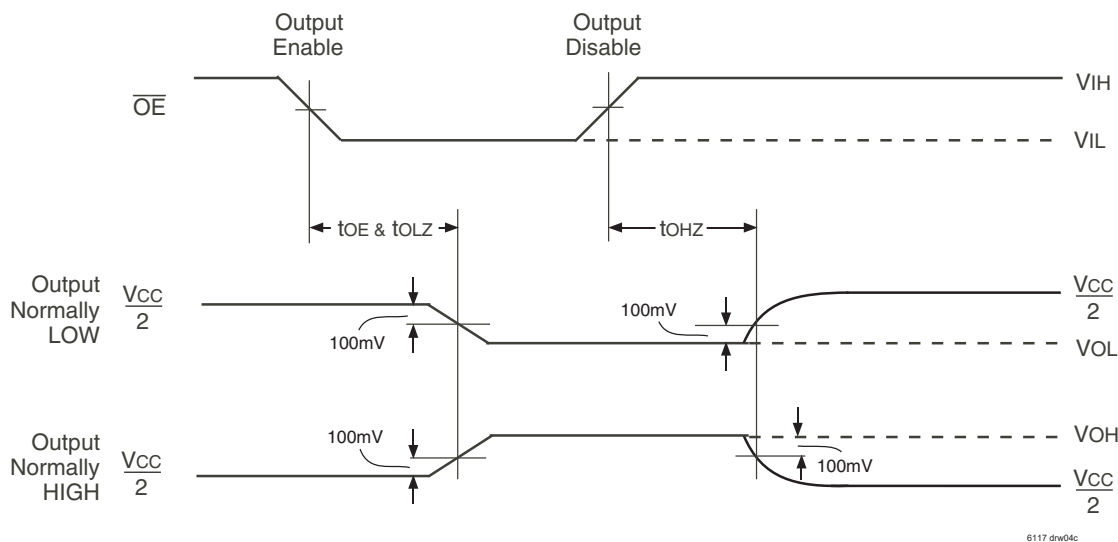 Output
Enable
Output
Disable
OE
VIH
VIL
tOE & tOLZ
tOHZ
Output
Normally
LOW
VCC
2
100mV
100mV
VCC
2
VOL
Output
Normally
HIGH
VCC
2
100mV
100mV
VOH
VCC
2
6117 drw04c